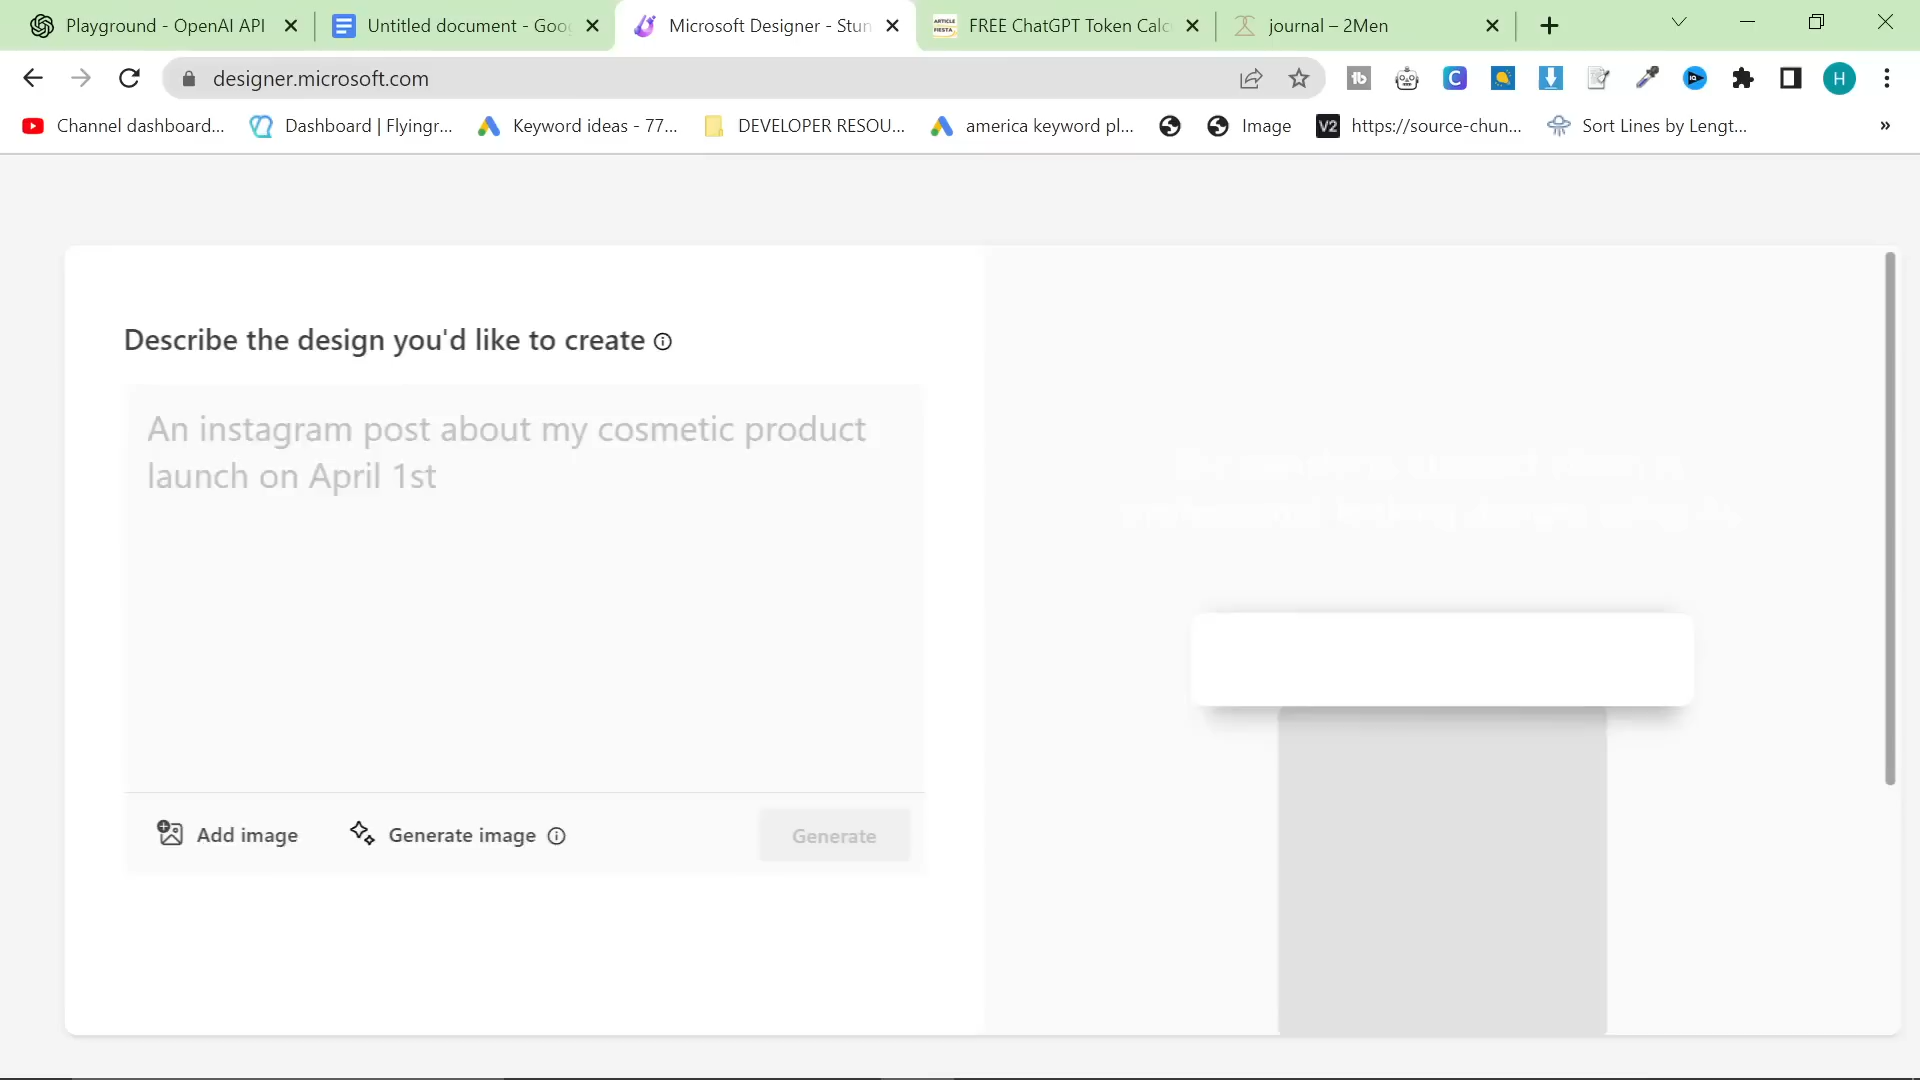 Playground - OpenAI API
Untitled document - Goo
Microsoft Designer - Stun
ARTICLE FIESTA
FREE ChatGPT Token Calc
journal – 2Men
designer.microsoft.com
H
Channel dashboard...
Dashboard | Flyingr...
Keyword ideas - 77...
DEVELOPER RESOU...
america keyword pl...
Image
V2
https://source-chun...
Sort Lines by Lengt...
»
Describe the design you'd like to create
An instagram post about my cosmetic product
launch on April 1st
Add image
Generate image
Generate